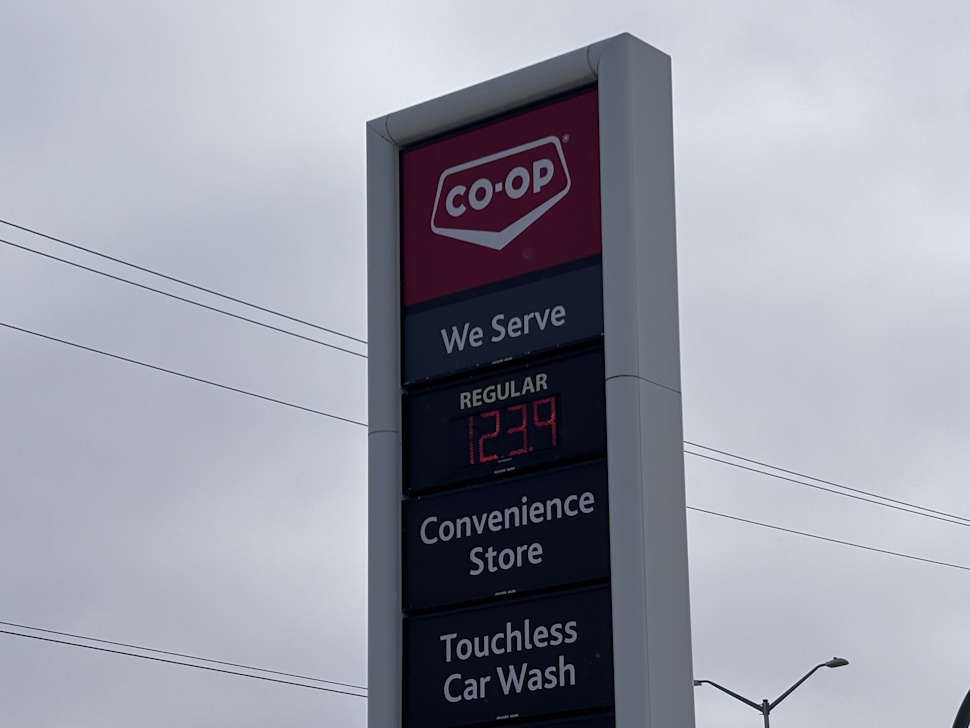 CO-OP®
We Serve
REGULAR
123.9
Convenience
Store
Touchless
Car Wash